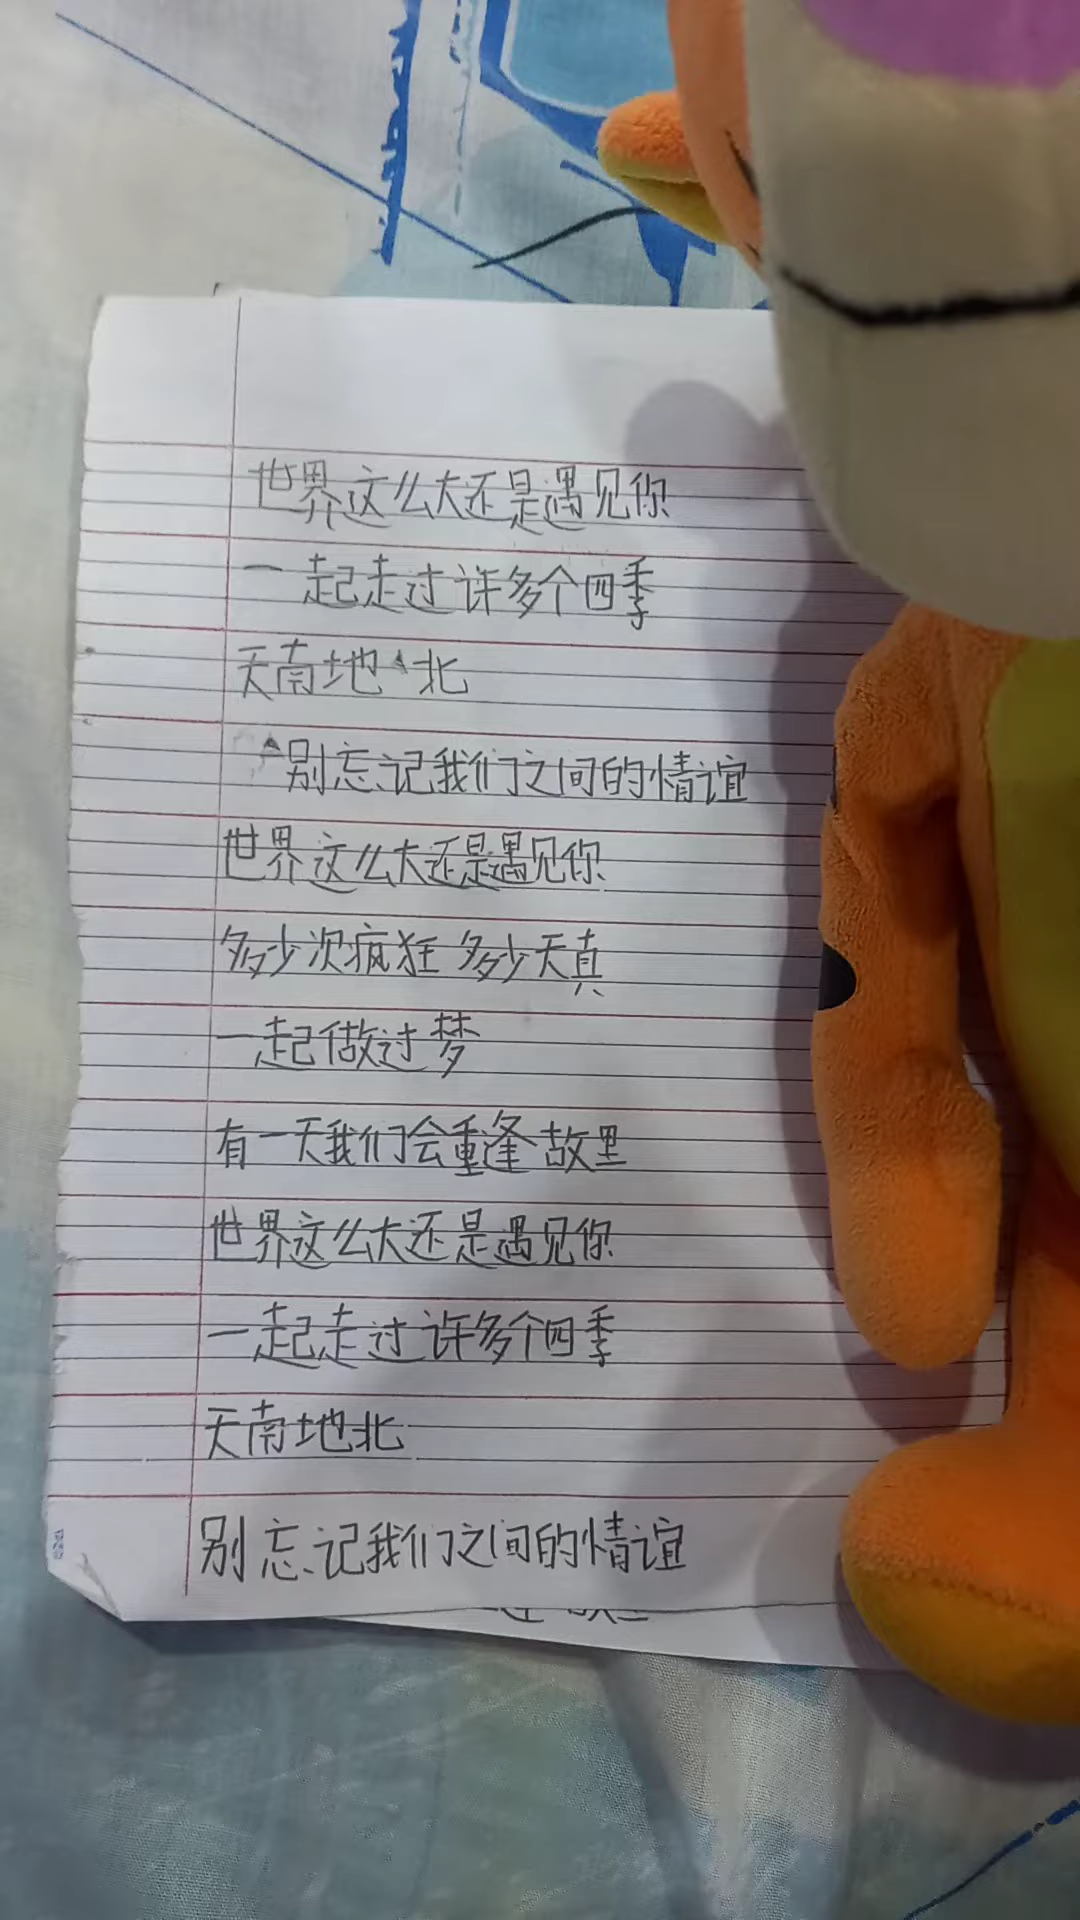 世界这么大还是遇见你
一起走过许多个四季
天南地北
别忘记我们之间的情谊
世界这么大还是遇见你
多少次疯狂 多少天真
一起做过梦
有一天我们会重逢故里
世界这么大还是遇见你
一起走过许多个四季
天南地北
别忘记我们之间的情谊